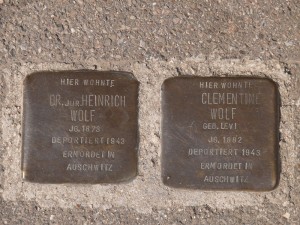 HIER WOHNTE
DR. JUR. HEINRICH
WOLF
JG. 1875
DEPORTIERT 1943
ERMORDET IN
AUSCHWITZ
HIER WOHNTE
CLEMENTINE
WOLF
GEB. LEVI
JG. 1882
DEPORTIERT 1943
ERMORDET IN
AUSCHWITZ